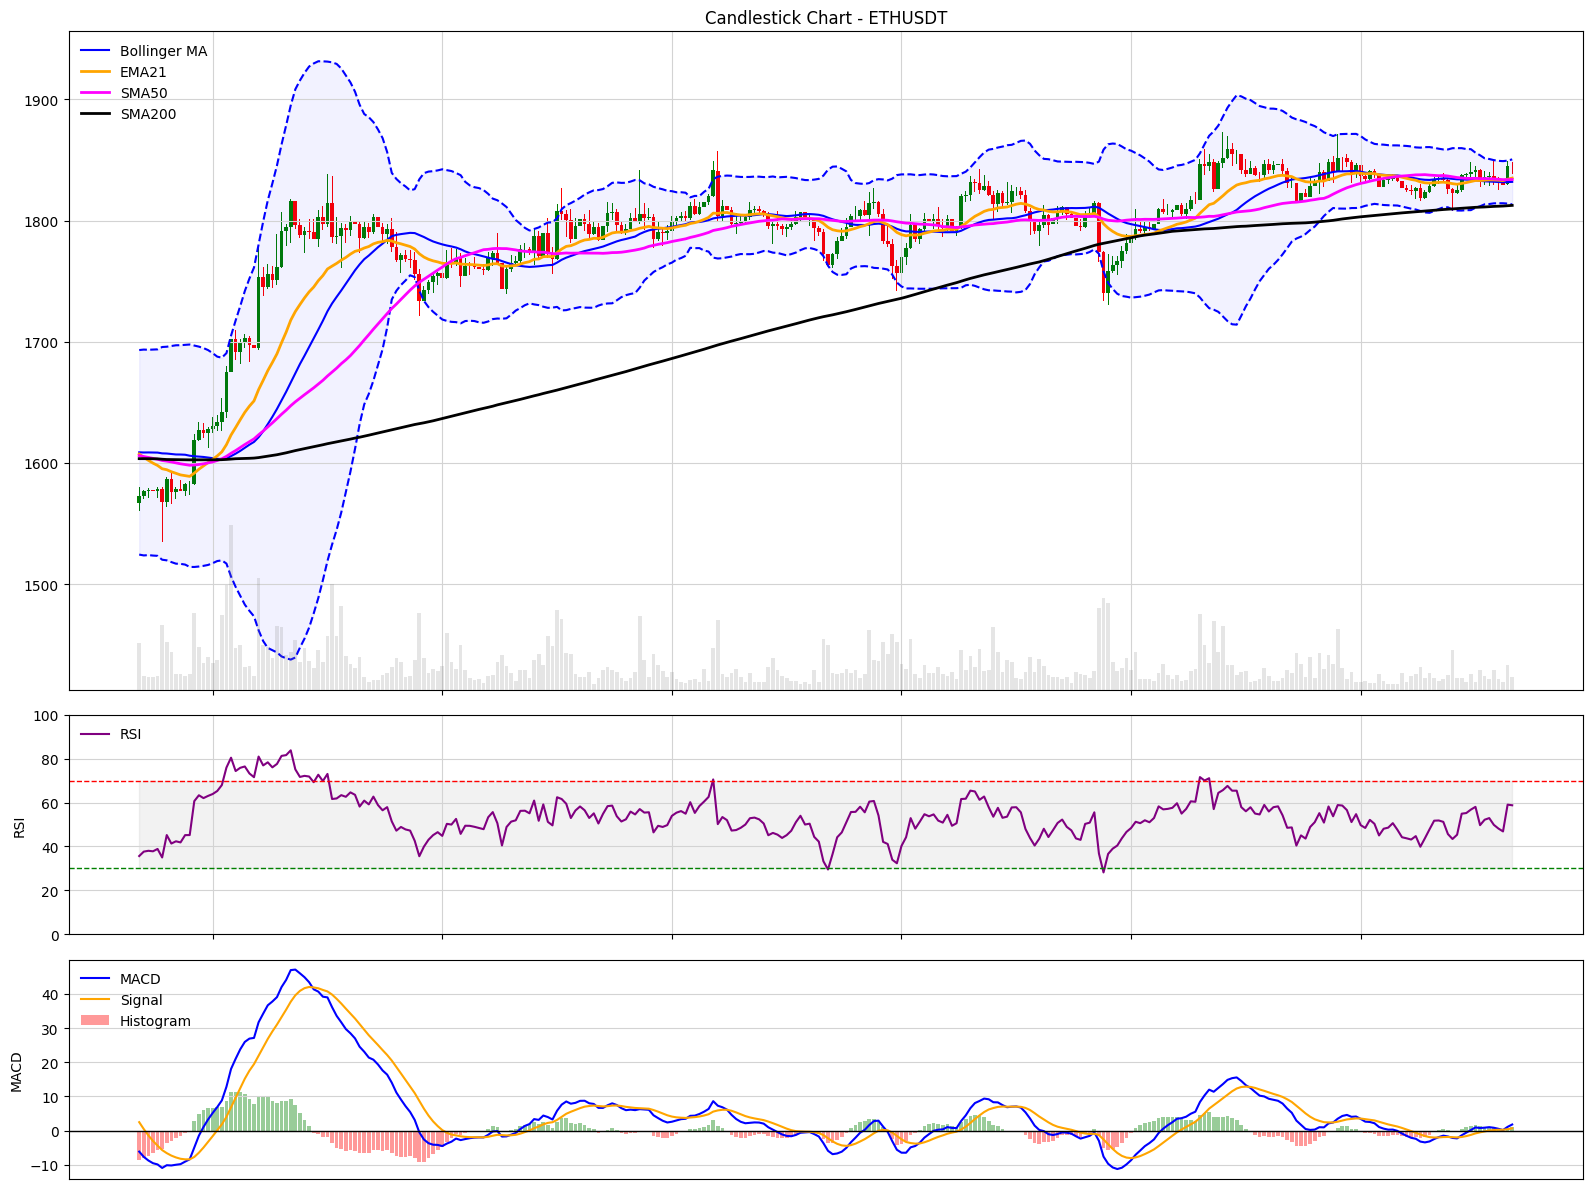 Candlestick Chart - ETHUSDT
Bollinger MA
EMA21
SMA50
SMA200
1900
1800
1700
1600
1500
100
80
60
40
20
0
RSI
RSI
40
30
20
10
0
−10
MACD
MACD
Signal
Histogram